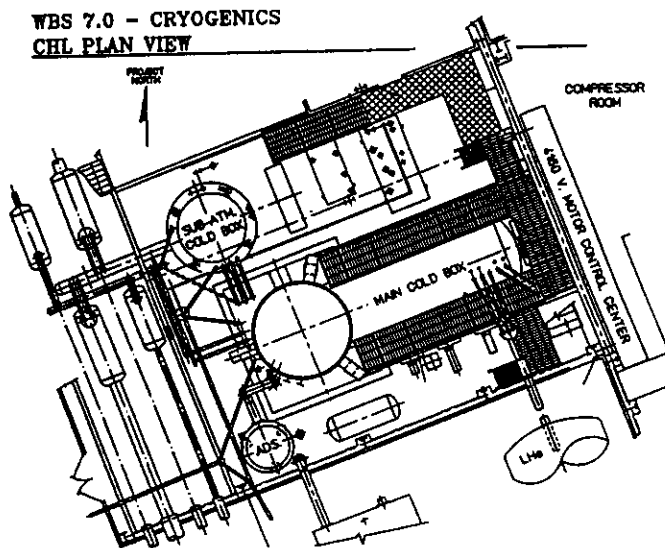 WBS 7.0 - CRYOGENICS
CHL PLAN VIEW
PROJECT
NORTH
COMPRESSOR
ROOM
4160 V. MOTOR CONTROL CENTER
SUB-ATM.
COLD BOX
MAIN COLD BOX
ADS.
LHe